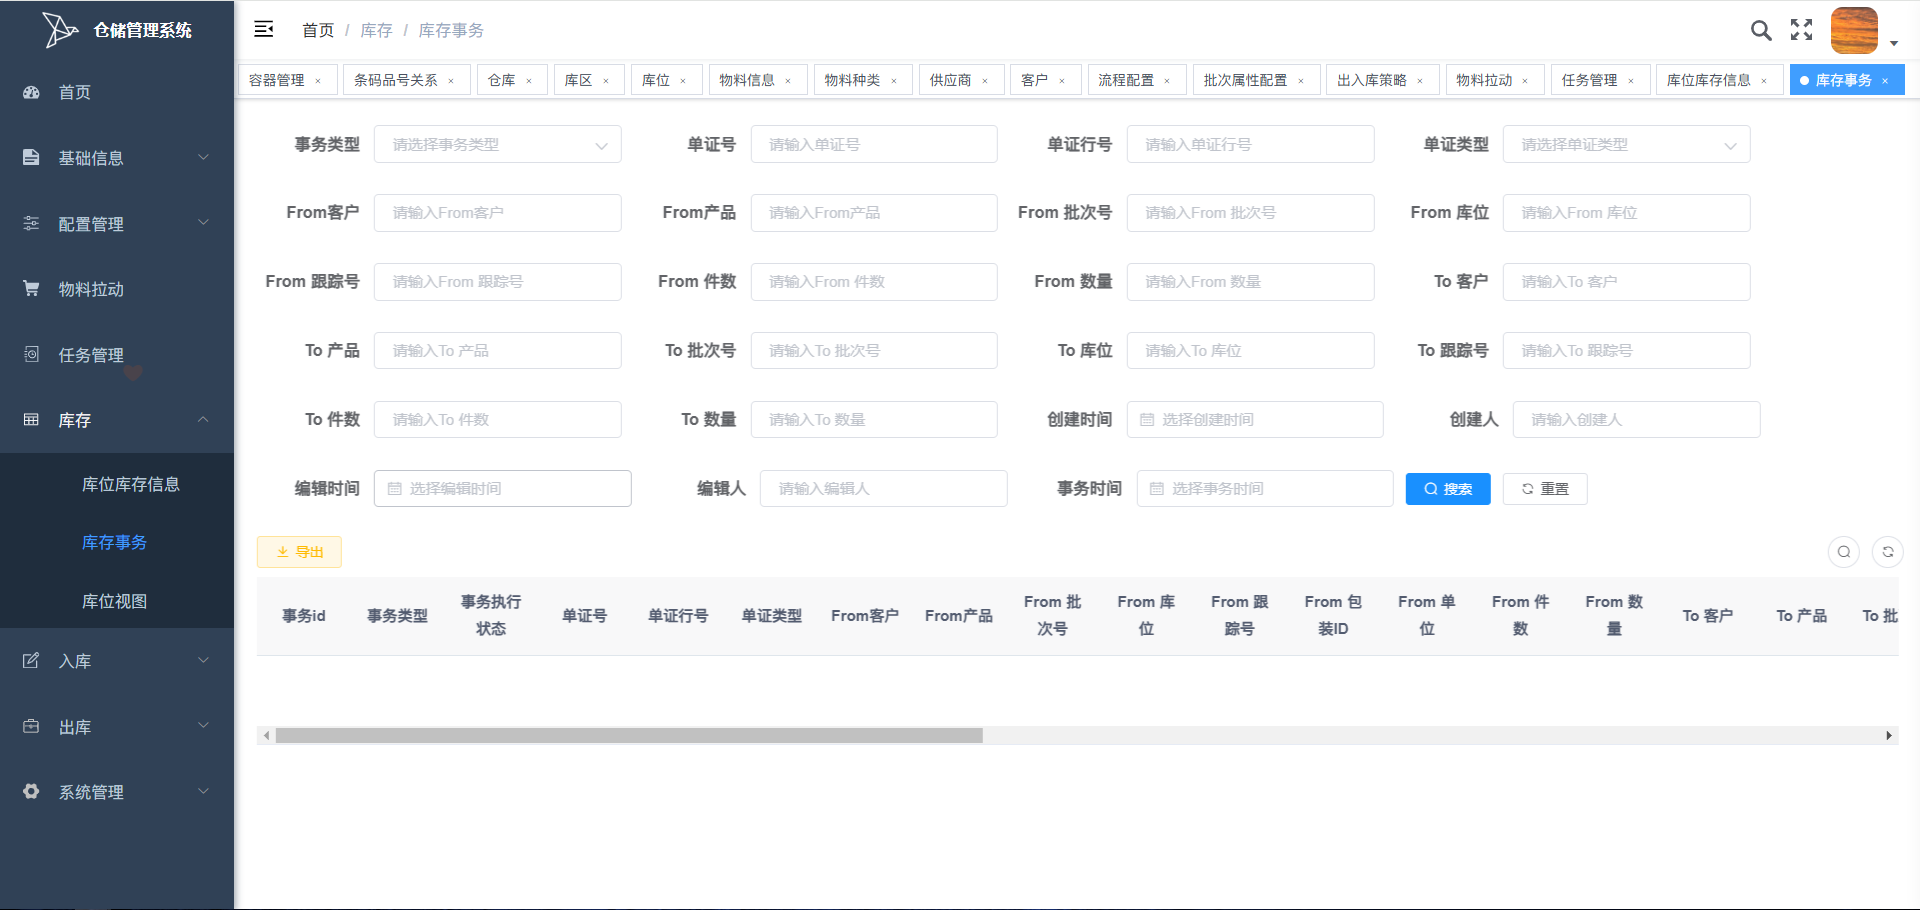 仓储管理系统
首页 / 库存 / 库存事务
容器管理 × 条码品号关系 × 仓库 × 库区 × 库位 × 物料信息 × 物料种类 × 供应商 × 客户 × 流程配置 × 批次属性配置 × 出入库策略 × 物料拉动 × 任务管理 × 库位库存信息 × 库存事务 ×
首页
基础信息
配置管理
物料拉动
任务管理
库存
库位库存信息
库存事务
库位视图
入库
出库
系统管理
事务类型 请选择事务类型 单证号 请输入单证号 单证行号 请输入单证行号 单证类型 请选择单证类型
From客户 请输入From客户 From产品 请输入From产品 From 批次号 请输入From 批次号 From 库位 请输入From 库位
From 跟踪号 请输入From 跟踪号 From 件数 请输入From 件数 From 数量 请输入From 数量 To 客户 请输入To 客户
To 产品 请输入To 产品 To 批次号 请输入To 批次号 To 库位 请输入To 库位 To 跟踪号 请输入To 跟踪号
To 件数 请输入To 件数 To 数量 请输入To 数量 创建时间 选择创建时间 创建人 请输入创建人
编辑时间 选择编辑时间 编辑人 请输入编辑人 事务时间 选择事务时间 搜索 重置
导出
事务id 事务类型 事务执行 单证号 单证行号 单证类型 From客户 From产品 From 批 From 库 From 跟 From 包 From 单 From 件 From 数 To 客户 To 产品 To 批
状态 次号 位 踪号 装ID 位 数 量